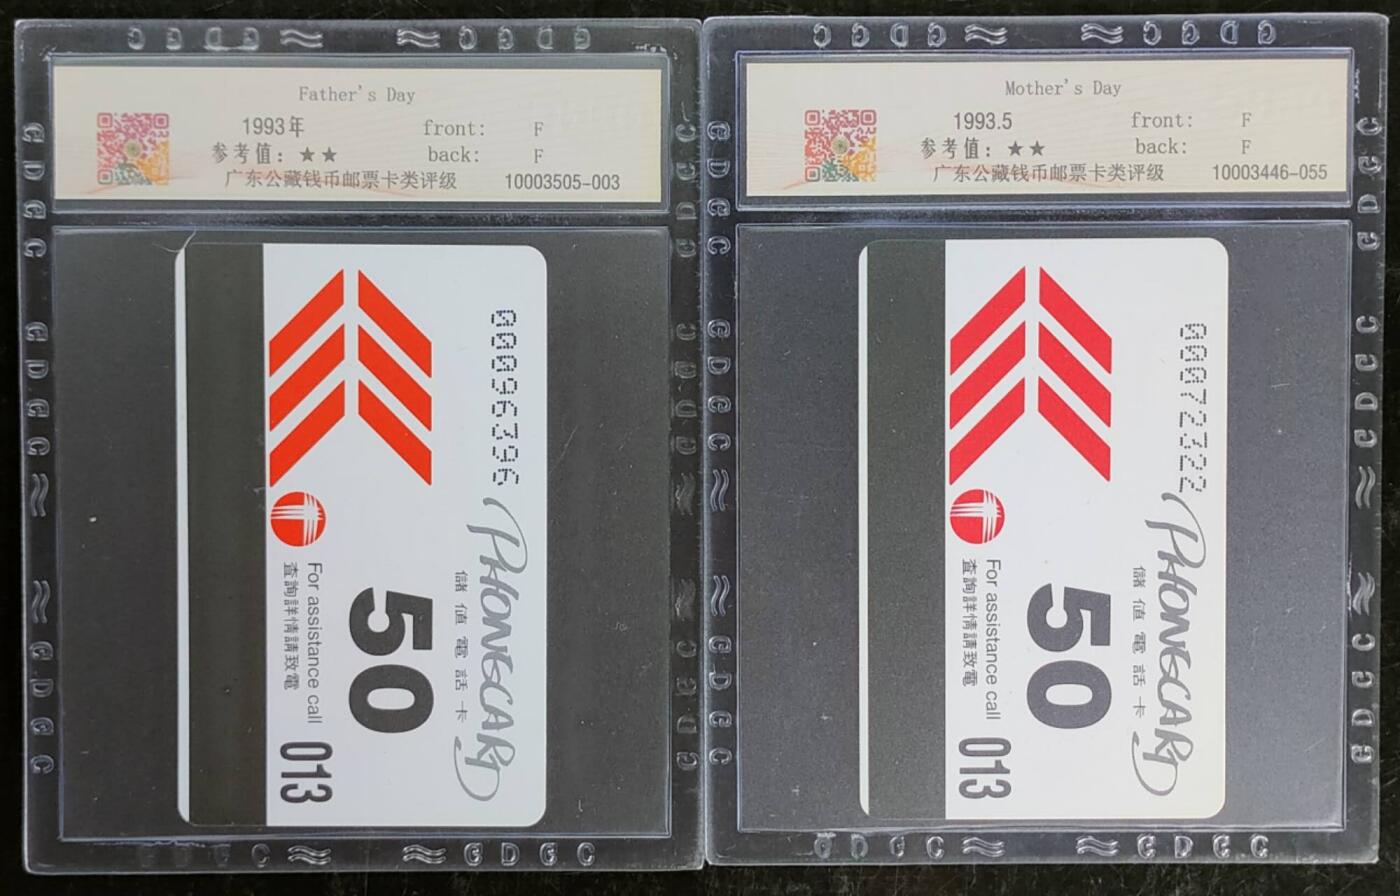 Father's Day
1993年
front: F
参考值：★★
back: F
广东公藏钱币邮票卡类评级
10003505-003
00096396
PHONECARD
儲值電話卡
50
For assistance call
查詢詳情請致電
013
Mother's Day
1993.5
front: F
参考值：★★
back: F
广东公藏钱币邮票卡类评级
10003446-055
00072322
PHONECARD
儲值電話卡
50
For assistance call
查詢詳情請致電
013
GDGC